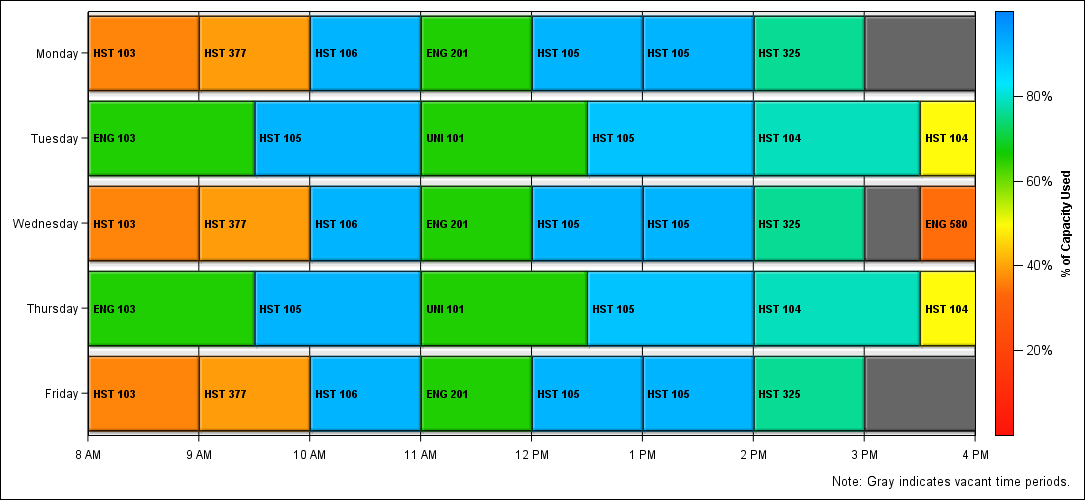 Monday
HST 103
HST 377
HST 106
ENG 201
HST 105
HST 105
HST 325
Tuesday
ENG 103
HST 105
UNI 101
HST 105
HST 104
HST 104
Wednesday
HST 103
HST 377
HST 106
ENG 201
HST 105
HST 105
HST 325
ENG 580
Thursday
ENG 103
HST 105
UNI 101
HST 105
HST 104
HST 104
Friday
HST 103
HST 377
HST 106
ENG 201
HST 105
HST 105
HST 325
8 AM
9 AM
10 AM
11 AM
12 PM
1 PM
2 PM
3 PM
4 PM
80%
60%
40%
20%
% of Capacity Used
Note: Gray indicates vacant time periods.